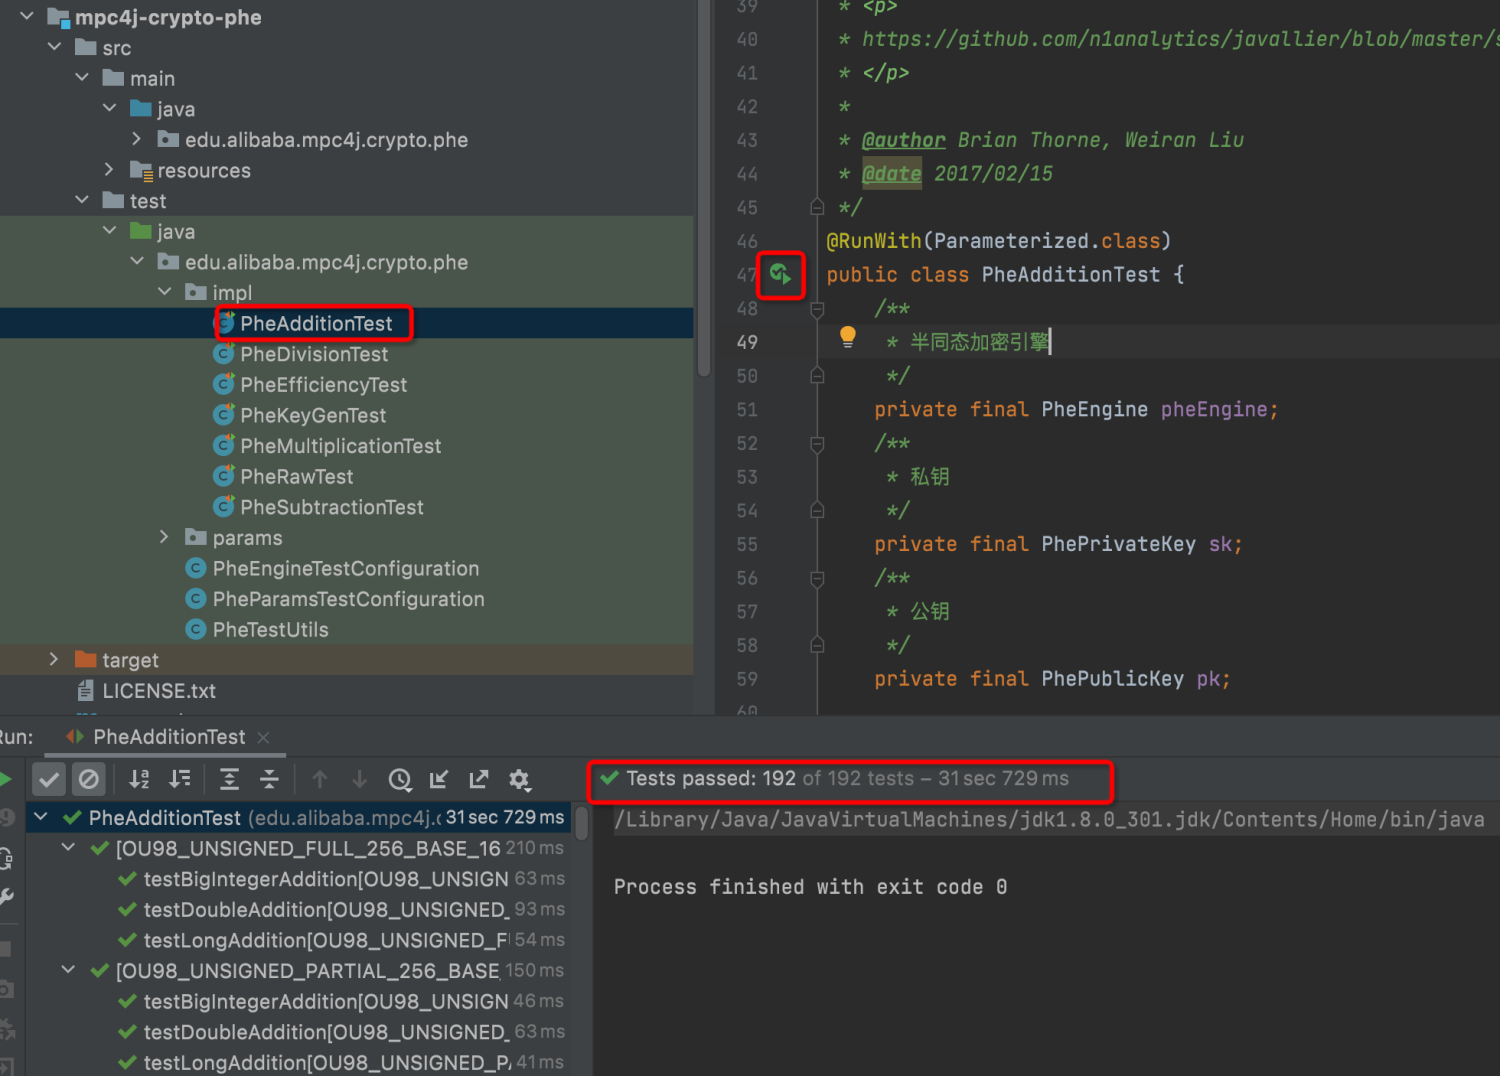 mpc4j-crypto-phe
src
main
java
edu.alibaba.mpc4j.crypto.phe
resources
test
java
edu.alibaba.mpc4j.crypto.phe
impl
PheAdditionTest
PheDivisionTest
PheEfficiencyTest
PheKeyGenTest
PheMultiplicationTest
PheRawTest
PheSubtractionTest
params
PheEngineTestConfiguration
PheParamsTestConfiguration
PheTestUtils
target
LICENSE.txt
39 * <p>
40 * https://github.com/n1analytics/javallier/blob/master/s
41 * </p>
42 *
43 * @author Brian Thorne, Weiran Liu
44 * @date 2017/02/15
45 */
46 @RunWith(Parameterized.class)
47 public class PheAdditionTest {
48 /**
49 * 半同态加密引擎
50 */
51 private final PheEngine pheEngine;
52 /**
53 * 私钥
54 */
55 private final PhePrivateKey sk;
56 /**
57 * 公钥
58 */
59 private final PhePublicKey pk;
60
Run: PheAdditionTest
Tests passed: 192 of 192 tests – 31 sec 729 ms
PheAdditionTest (edu.alibaba.mpc4j.c 31 sec 729 ms
[OU98_UNSIGNED_FULL_256_BASE_16 210 ms
testBigIntegerAddition[OU98_UNSIGN 63 ms
testDoubleAddition[OU98_UNSIGNED_ 93 ms
testLongAddition[OU98_UNSIGNED_F 54 ms
[OU98_UNSIGNED_PARTIAL_256_BASE_ 150 ms
testBigIntegerAddition[OU98_UNSIGN 46 ms
testDoubleAddition[OU98_UNSIGNED_ 63 ms
testLongAddition[OU98_UNSIGNED_P 41 ms
/Library/Java/JavaVirtualMachines/jdk1.8.0_301.jdk/Contents/Home/bin/java
Process finished with exit code 0